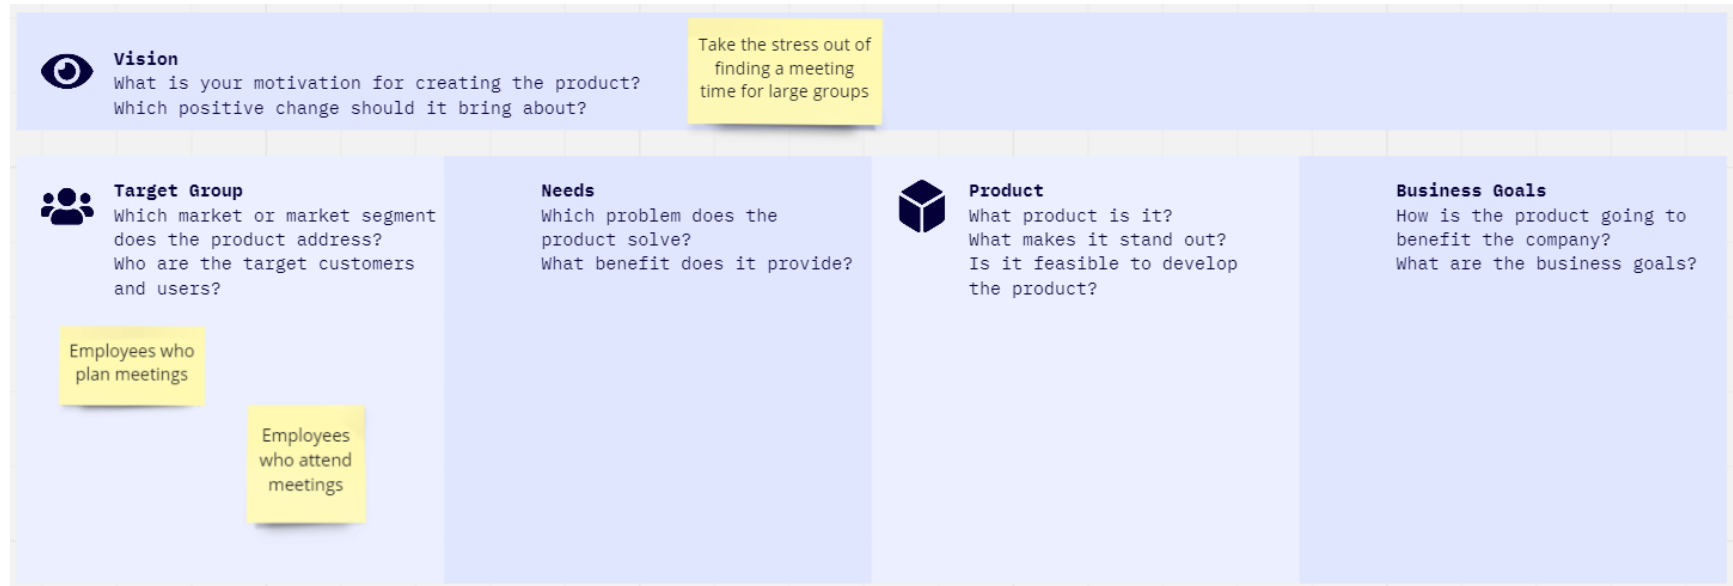 Vision
What is your motivation for creating the product?
Which positive change should it bring about?
Take the stress out of
finding a meeting
time for large groups
Target Group
Which market or market segment
does the product address?
Who are the target customers
and users?
Employees who
plan meetings
Employees
who attend
meetings
Needs
Which problem does the
product solve?
What benefit does it provide?
Product
What product is it?
What makes it stand out?
Is it feasible to develop
the product?
Business Goals
How is the product going to
benefit the company?
What are the business goals?